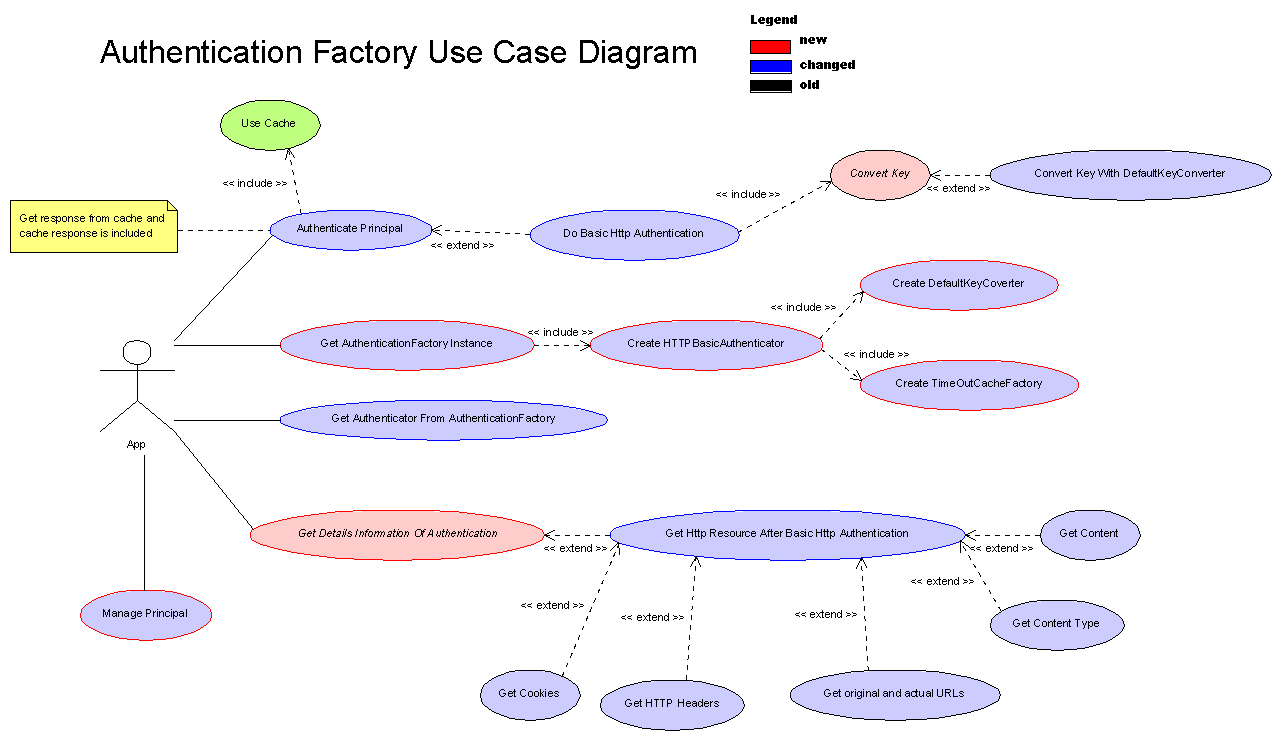 Legend
new
changed
old
Authentication Factory Use Case Diagram
Use Cache
<< include >>
Convert Key
<< extend >>
Convert Key With DefaultKeyConverter
<< include >>
Get response from cache and
cache response is included
Authenticate Principal
<< extend >>
Do Basic Http Authentication
Create DefaultKeyCoverter
<< include >>
Get AuthenticationFactory Instance
<< include >>
Create HTTPBasicAuthenticator
<< include >>
Create TimeOutCacheFactory
Get Authenticator From AuthenticationFactory
App
Get Details Information Of Authentication
<< extend >>
Get Http Resource After Basic Http Authentication
<< extend >>
Get Content
<< extend >>
Manage Principal
<< extend >>
<< extend >>
<< extend >>
Get Content Type
Get Cookies
Get HTTP Headers
Get original and actual URLs